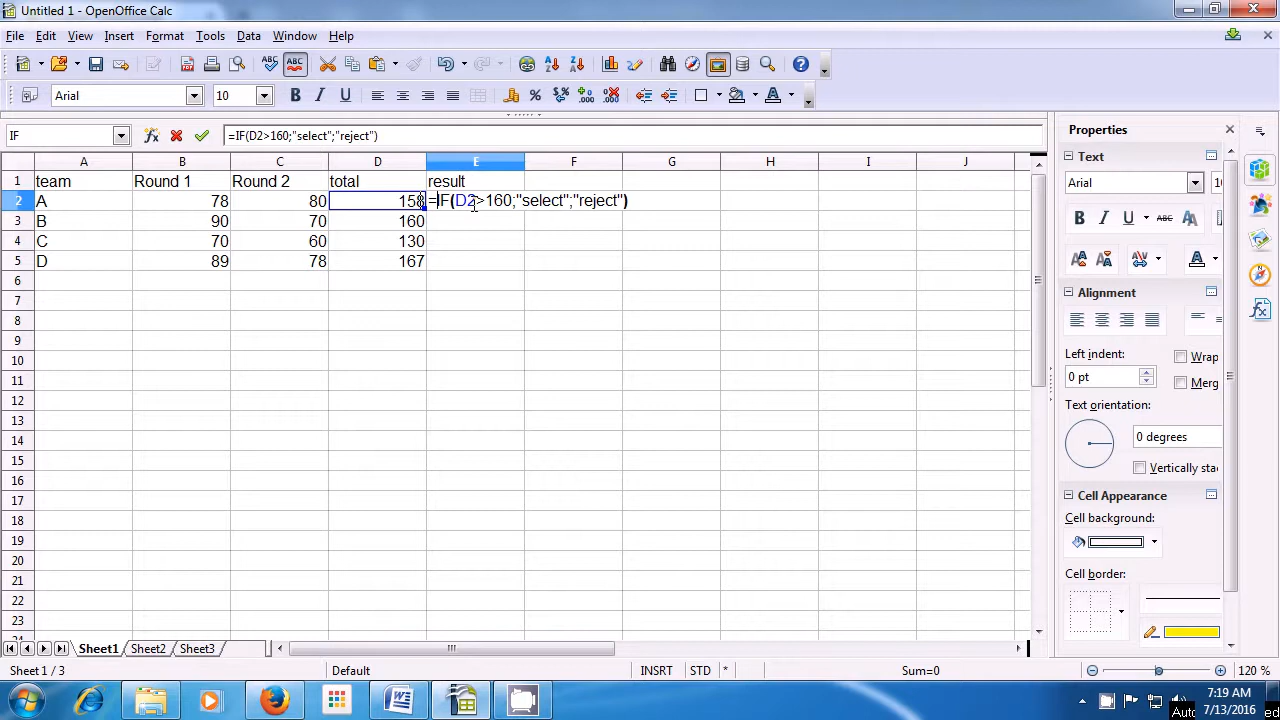 Untitled 1 - OpenOffice Calc
File Edit View Insert Format Tools Data Window Help
Arial 10
IF =IF(D2>160;"select";"reject")
A B C D E F G H I J
1 team Round 1 Round 2 total result
2 A 78 80 158 =IF(D2>160;"select";"reject")
3 B 90 70 160
4 C 70 60 130
5 D 89 78 167
6
7
8
9
10
11
12
13
14
15
16
17
18
19
20
21
22
23
Properties
Text
Arial
B I U ABC
Alignment
Left indent: Wrap
0 pt Merg
Text orientation:
0 degrees
Vertically sta
Cell Appearance
Cell background:
Cell border:
Sheet1 Sheet2 Sheet3
Sheet 1 / 3 Default INSRT STD * Sum=0 120 %
7:19 AM
7/13/2016